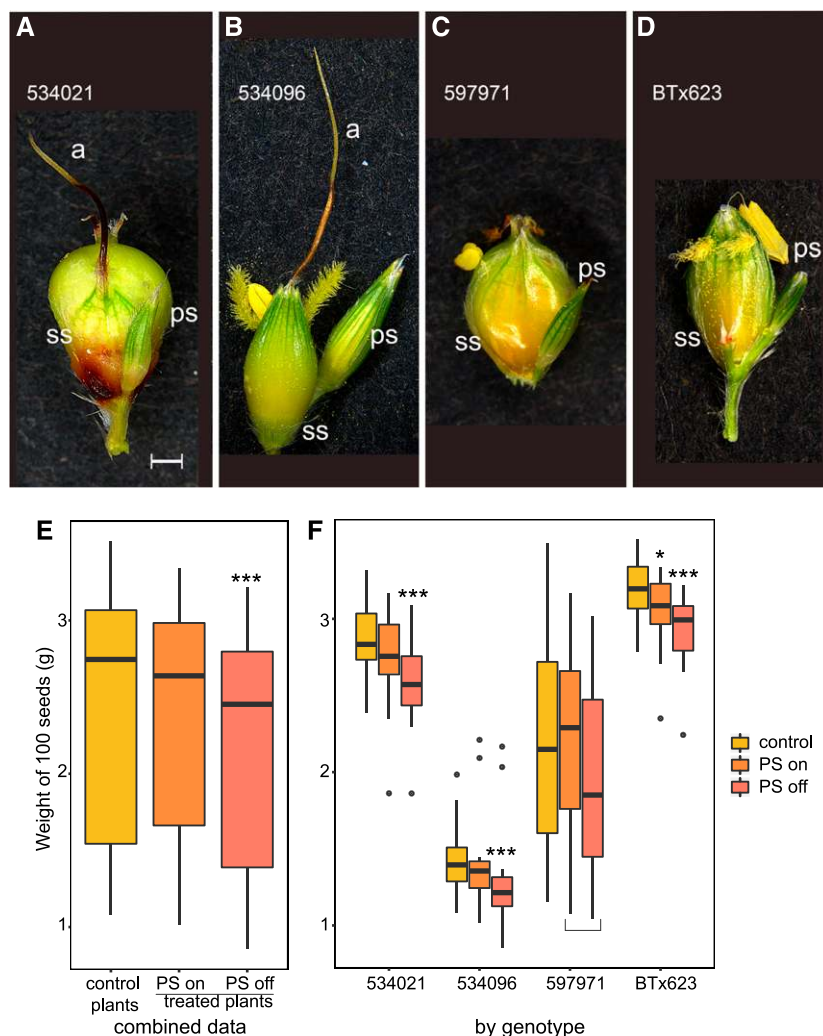 A
534021
a
ss
ps
B
534096
a
ps
ss
C
597971
ps
ss
D
BTx623
ps
ss
E
Weight of 100 seeds (g)
3
2
1
***
control plants
PS on
PS off
treated plants
combined data
F
3
2
1
***
***
*
***
534021
534096
597971
BTx623
by genotype
control
PS on
PS off